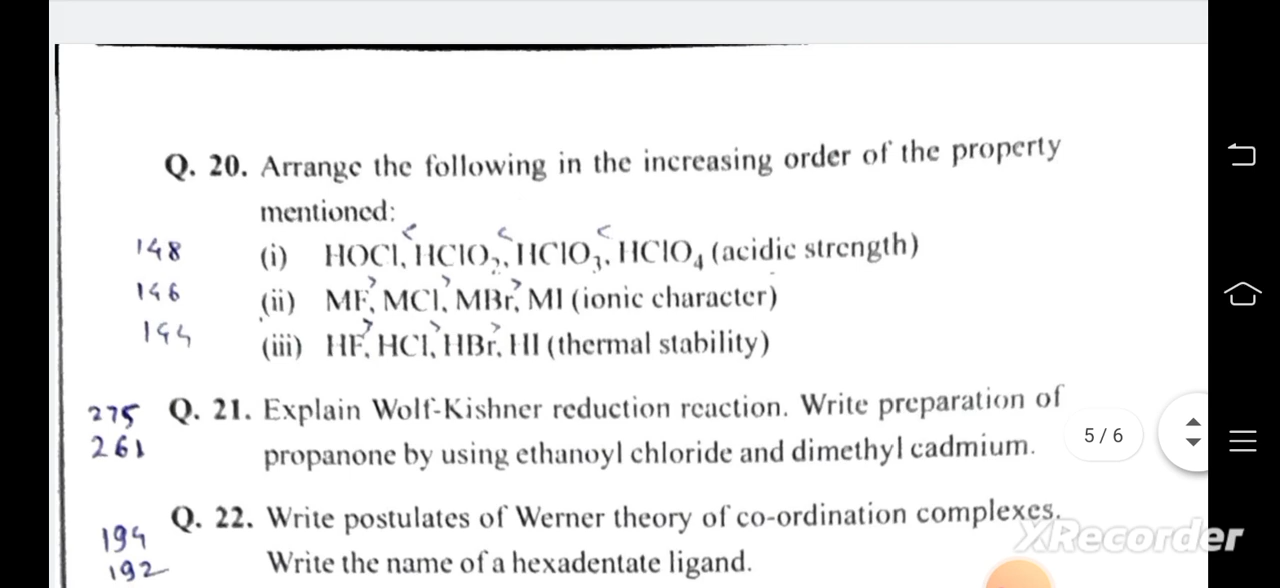 Q. 20. Arrange the following in the increasing order of the property
mentioned:
148 (i) HOCl, < HClO₂, < HClO₃, < HClO₄ (acidic strength)
146 (ii) MF, > MCl, > MBr, > MI (ionic character)
144 (iii) HF, > HCl, > HBr, > HI (thermal stability)
275 Q. 21. Explain Wolf-Kishner reduction reaction. Write preparation of
261 propanone by using ethanoyl chloride and dimethyl cadmium.
5 / 6
194 Q. 22. Write postulates of Werner theory of co-ordination complexes.
192 Write the name of a hexadentate ligand.
XRecorder